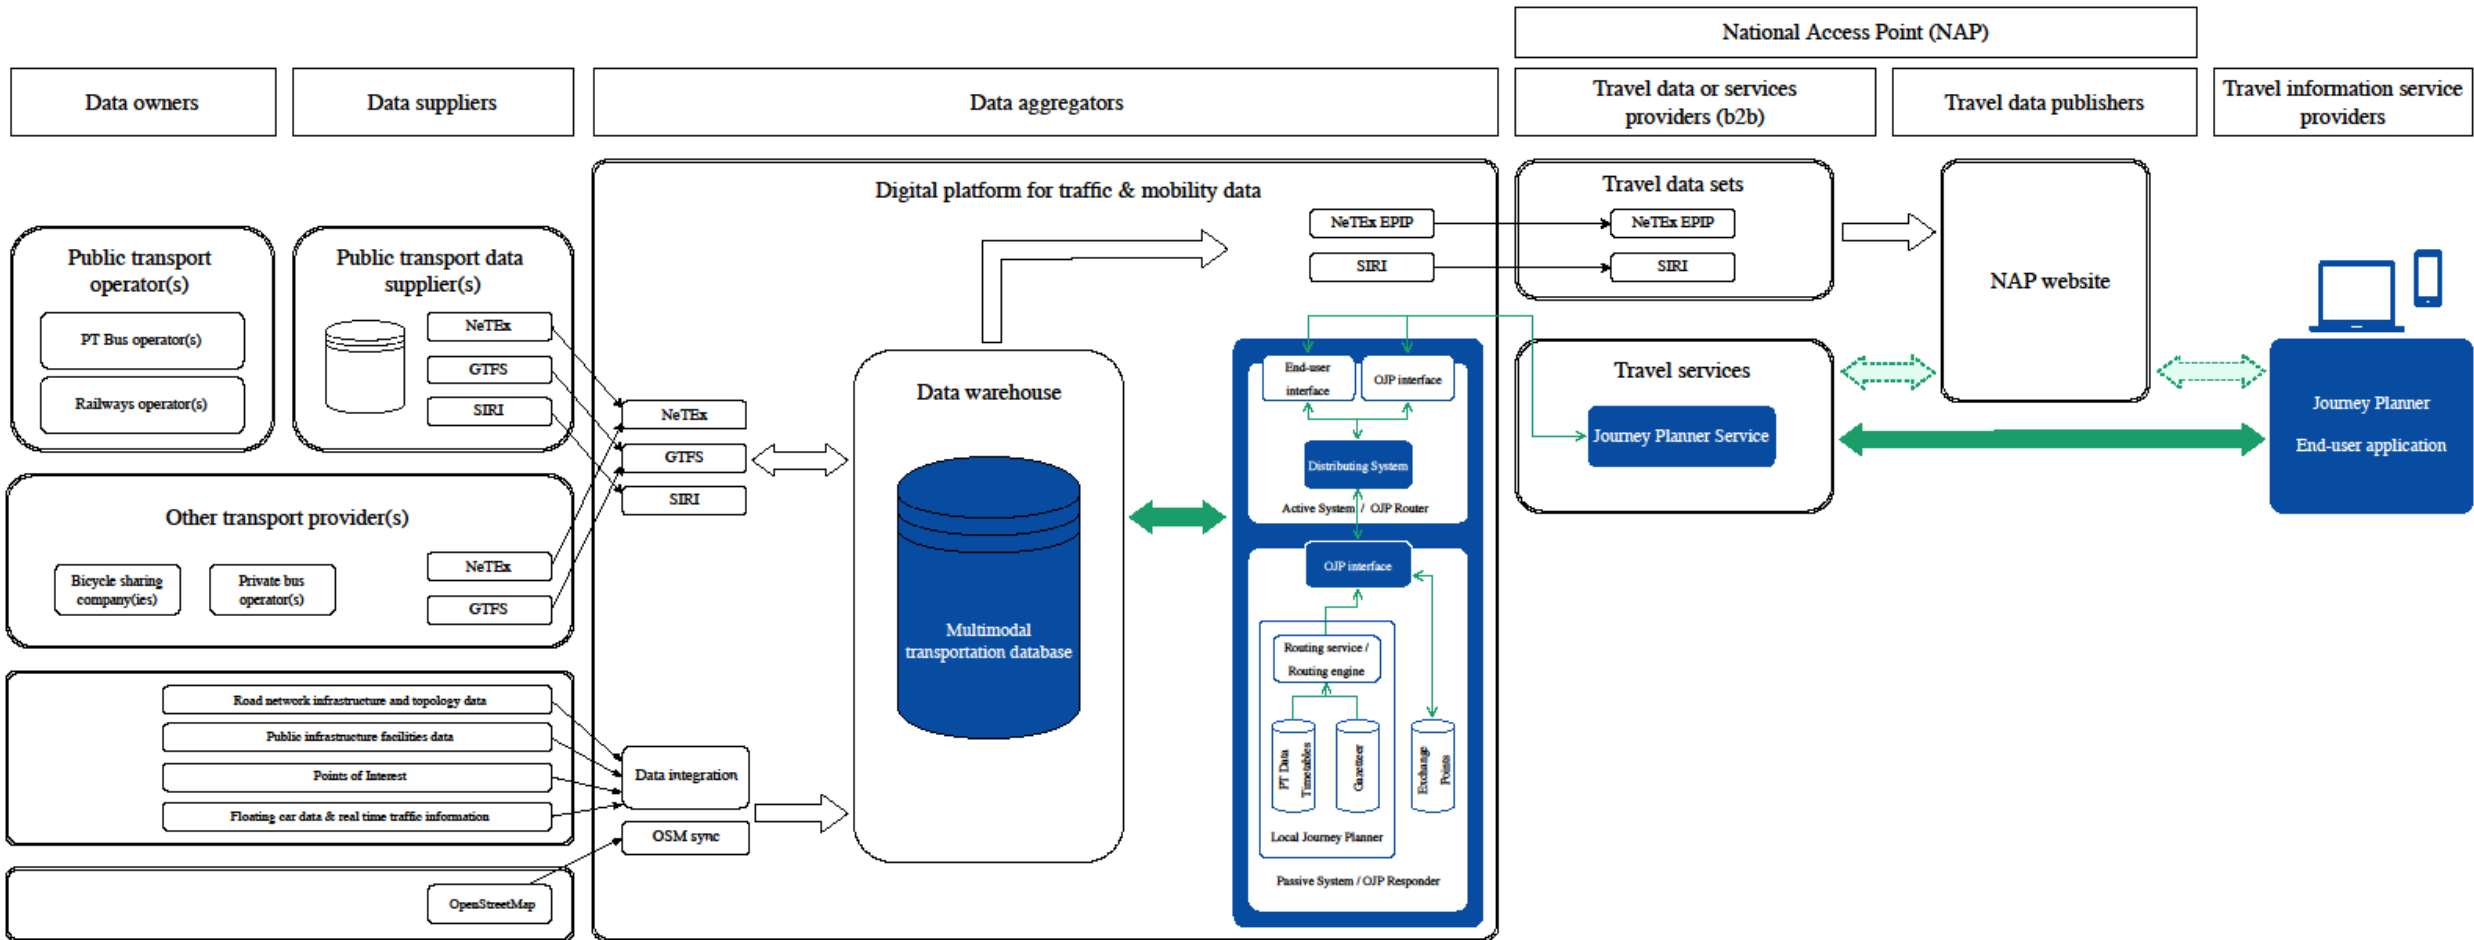 National Access Point (NAP)
Data owners
Data suppliers
Data aggregators
Travel data or services
providers (b2b)
Travel data publishers
Travel information service
providers
Public transport
operator(s)
PT Bus operator(s)
Railways operator(s)
Public transport data
supplier(s)
NeTEx
GTFS
SIRI
Other transport provider(s)
Bicycle sharing
company(ies)
Private bus
operator(s)
NeTEx
GTFS
Road network infrastructure and topology data
Public infrastructure facilities data
Points of Interest
Floating car data & real time traffic information
OpenStreetMap
Digital platform for traffic & mobility data
NeTEx
GTFS
SIRI
Data integration
OSM sync
Data warehouse
Multimodal
transportation database
NeTEx EPIP
SIRI
End-user
interface
OJP interface
Distributing System
Active System / OJP Router
OJP interface
Routing service /
Routing engine
PT Data
Timetables
Gazetteer
Exchange
Points
Local Journey Planner
Passive System / OJP Responder
Travel data sets
NeTEx EPIP
SIRI
Travel services
Journey Planner Service
NAP website
Journey Planner
End-user application